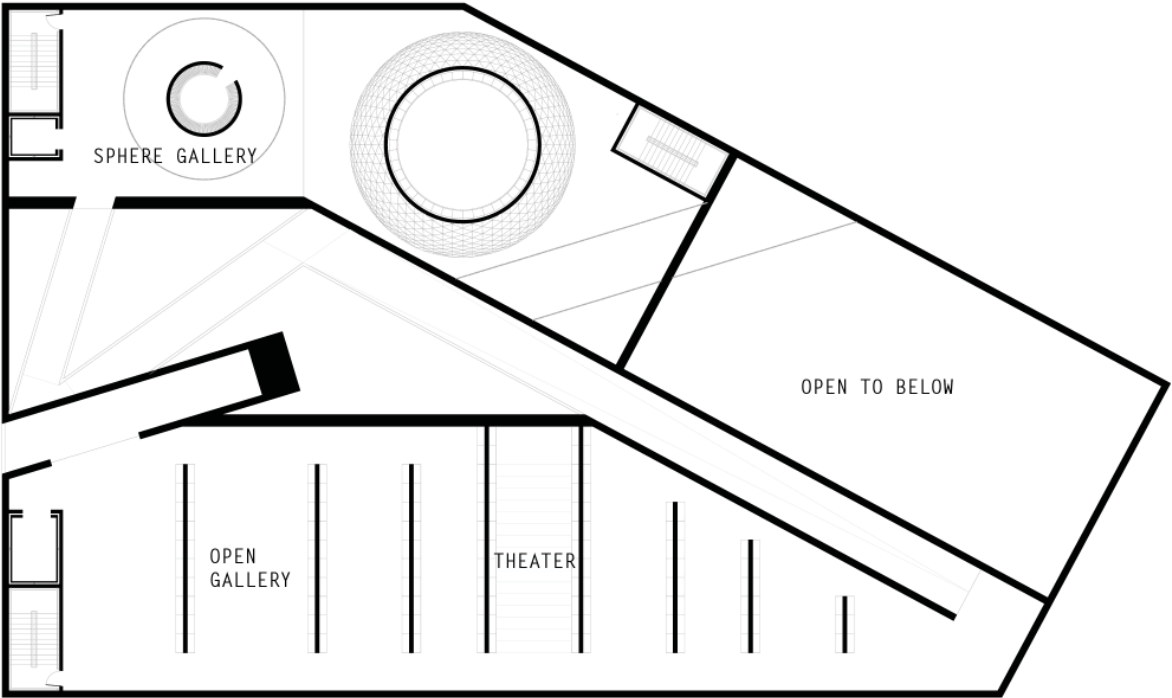 SPHERE GALLERY
OPEN TO BELOW
OPEN
GALLERY
THEATER